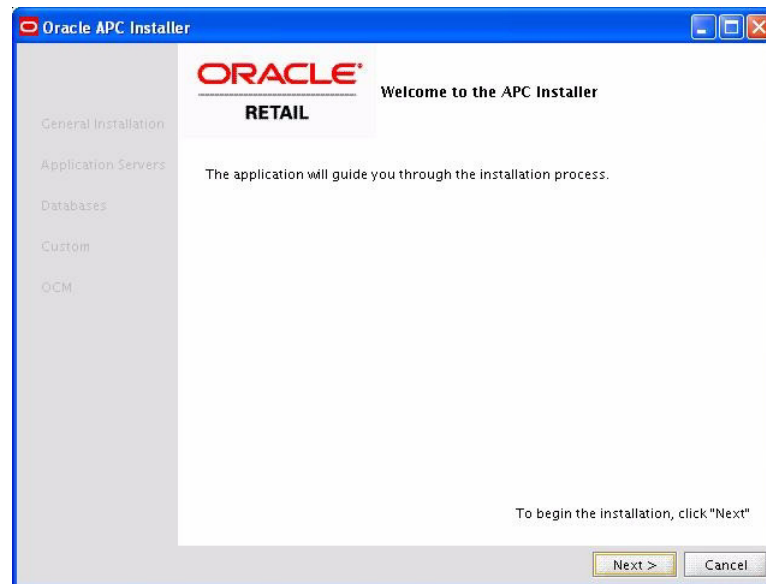 Oracle APC Installer
ORACLE
RETAIL
Welcome to the APC Installer
General Installation
Application Servers
Databases
Custom
OCM
The application will guide you through the installation process.
To begin the installation, click "Next"
Next >
Cancel